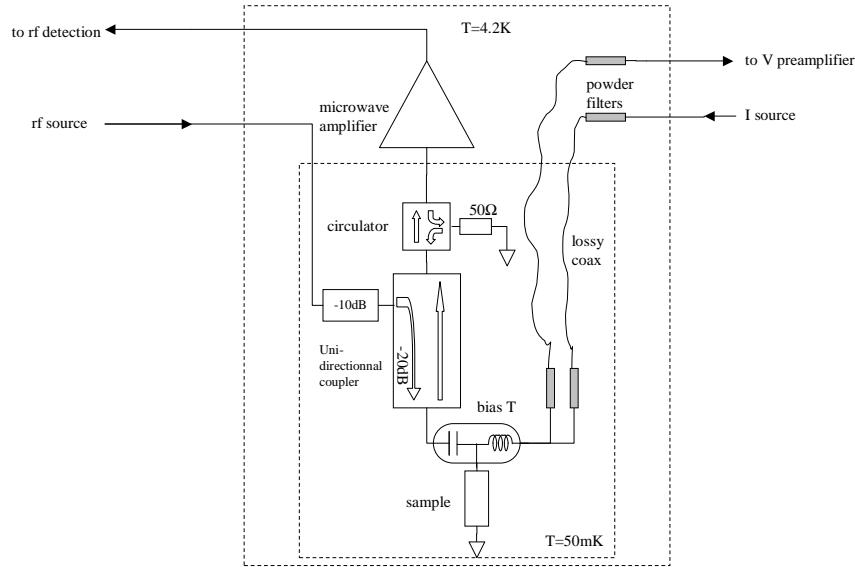 to rf detection
T=4.2K
to V preamplifier
powder
filters
microwave
amplifier
rf source
I source
50Ω
circulator
lossy
coax
-10dB
-20dB
Uni-
directionnal
coupler
bias T
sample
T=50mK